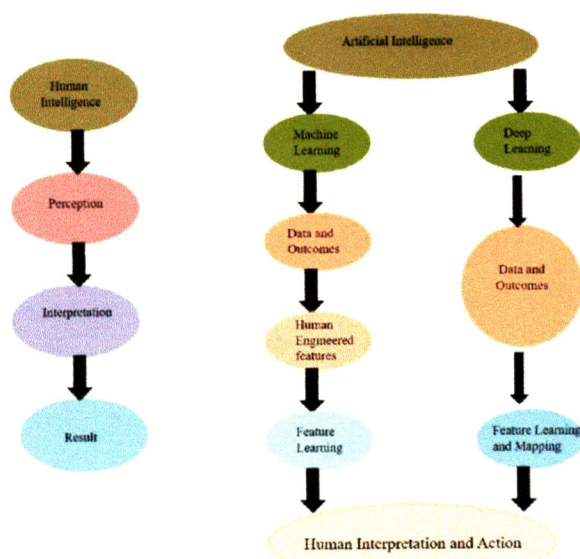 Human
Intelligence
Perception
Interpretation
Result
Artificial Intelligence
Machine
Learning
Data and
Outcomes
Human
Engineered
features
Feature
Learning
Deep
Learning
Data and
Outcomes
Feature Learning
and Mapping
Human Interpretation and Action